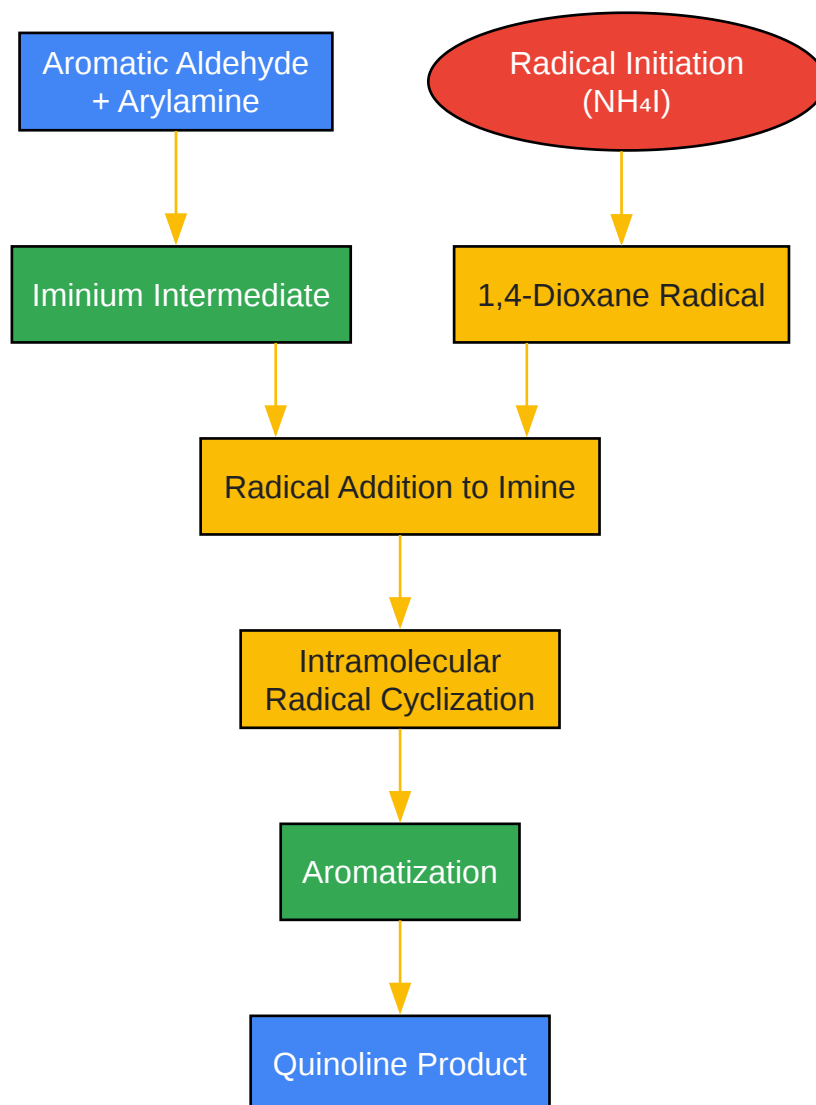 Aromatic Aldehyde
+ Arylamine
Radical Initiation
(NH₄I)
Iminium Intermediate
1,4-Dioxane Radical
Radical Addition to Imine
Intramolecular
Radical Cyclization
Aromatization
Quinoline Product